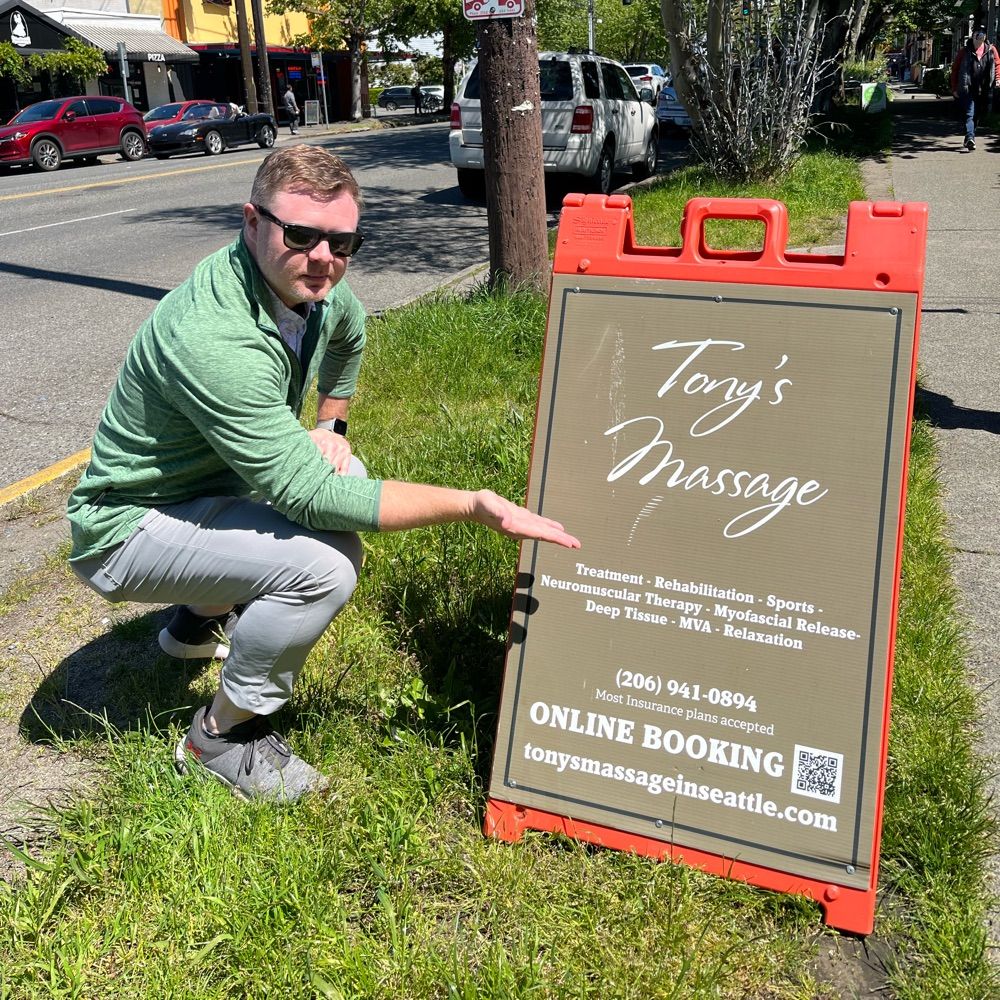 PIZZA
Tony's
Massage
Treatment - Rehabilitation - Sports -
Neuromuscular Therapy - Myofascial Release-
Deep Tissue - MVA - Relaxation
(206) 941-0894
Most Insurance plans accepted
ONLINE BOOKING
tonysmassageinseattle.com